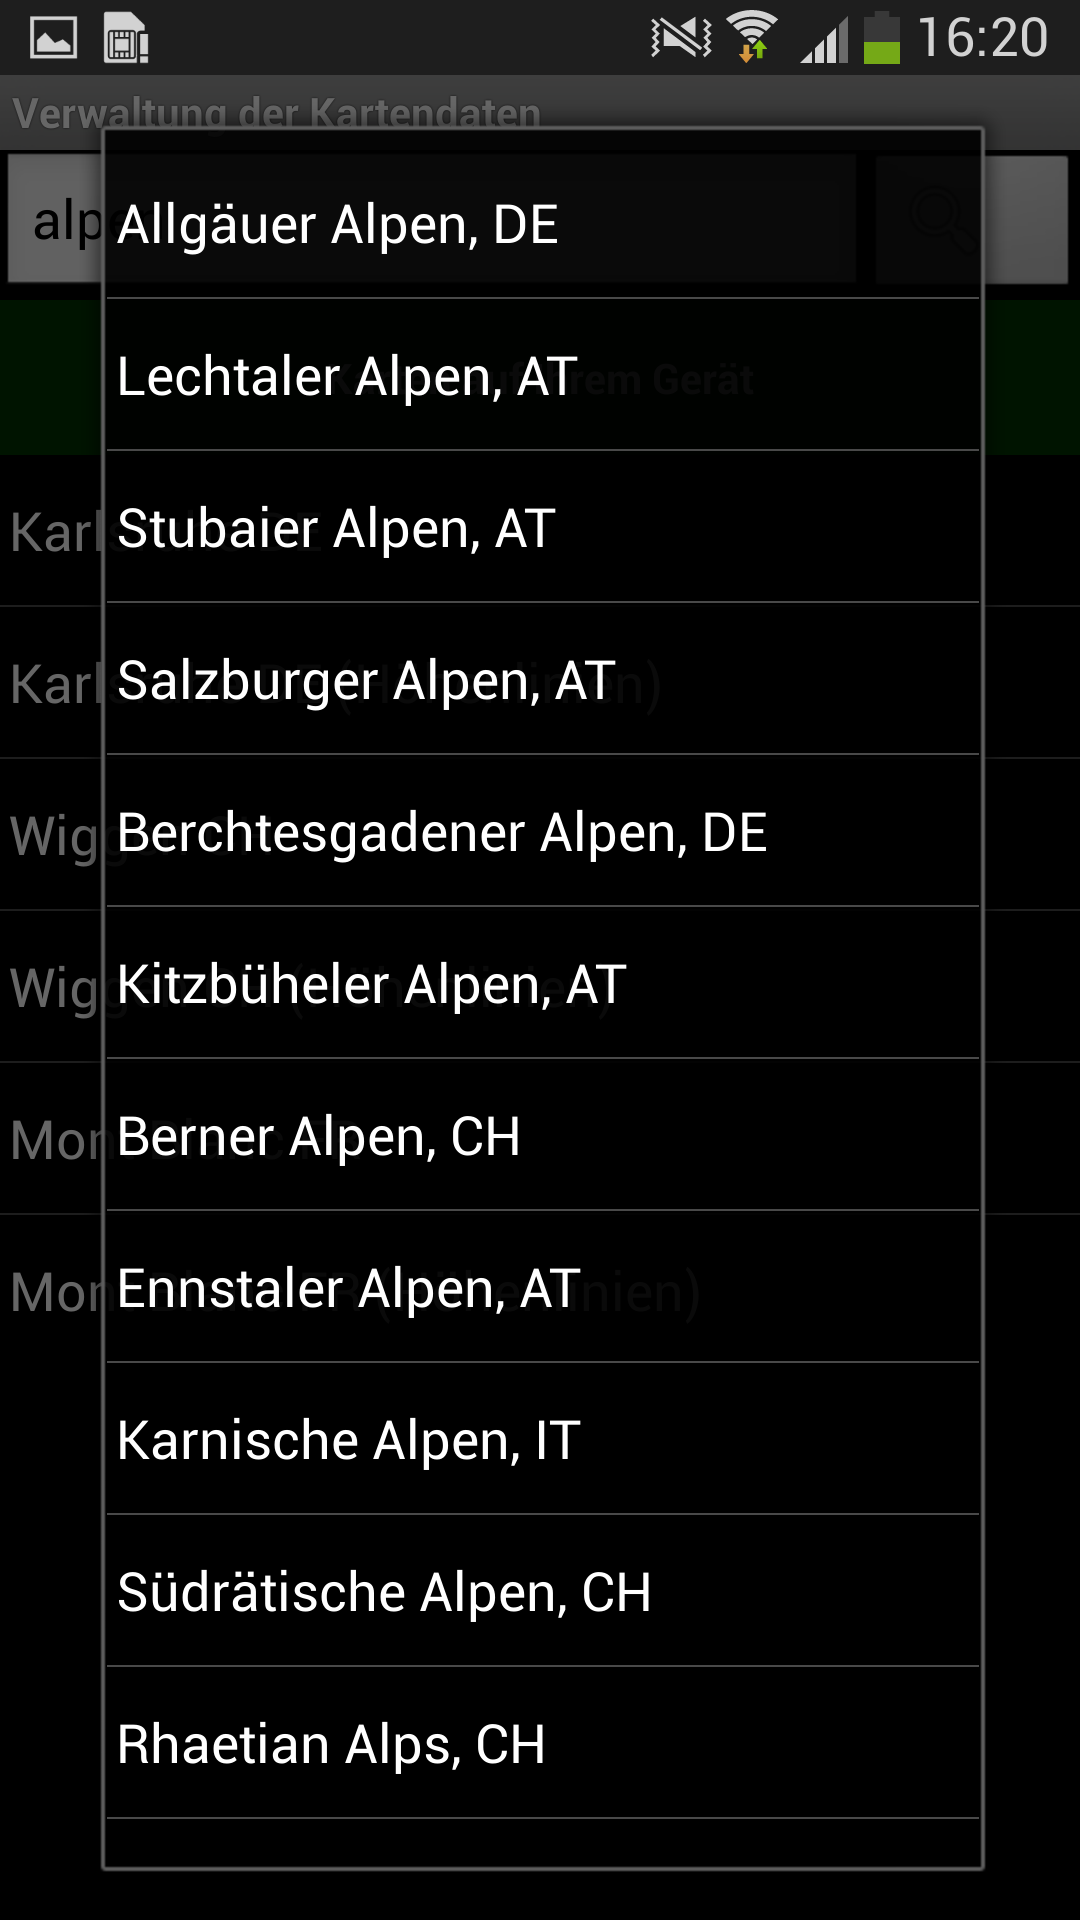 16:20
Verwaltung der Kartendaten
Allgäuer Alpen, DE
Lechtaler Alpen, AT
Gerät
Stubaier Alpen, AT
Salzburger Alpen, AT
Berchtesgadener Alpen, DE
Kitzbüheler Alpen, AT
Berner Alpen, CH
Ennstaler Alpen, AT
Karnische Alpen, IT
Südrätische Alpen, CH
Rhaetian Alps, CH